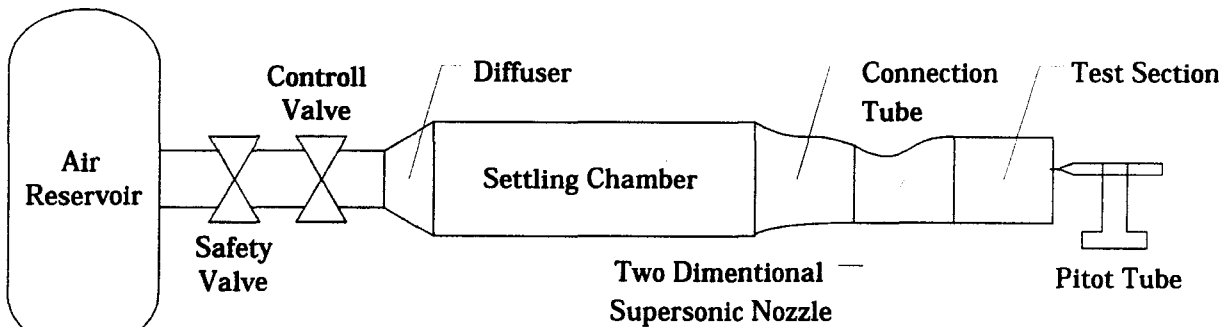 Controll
Valve
Diffuser
Connection
Tube
Test Section
Air
Reservoir
Settling Chamber
Safety
Valve
Two Dimentional
Supersonic Nozzle
Pitot Tube